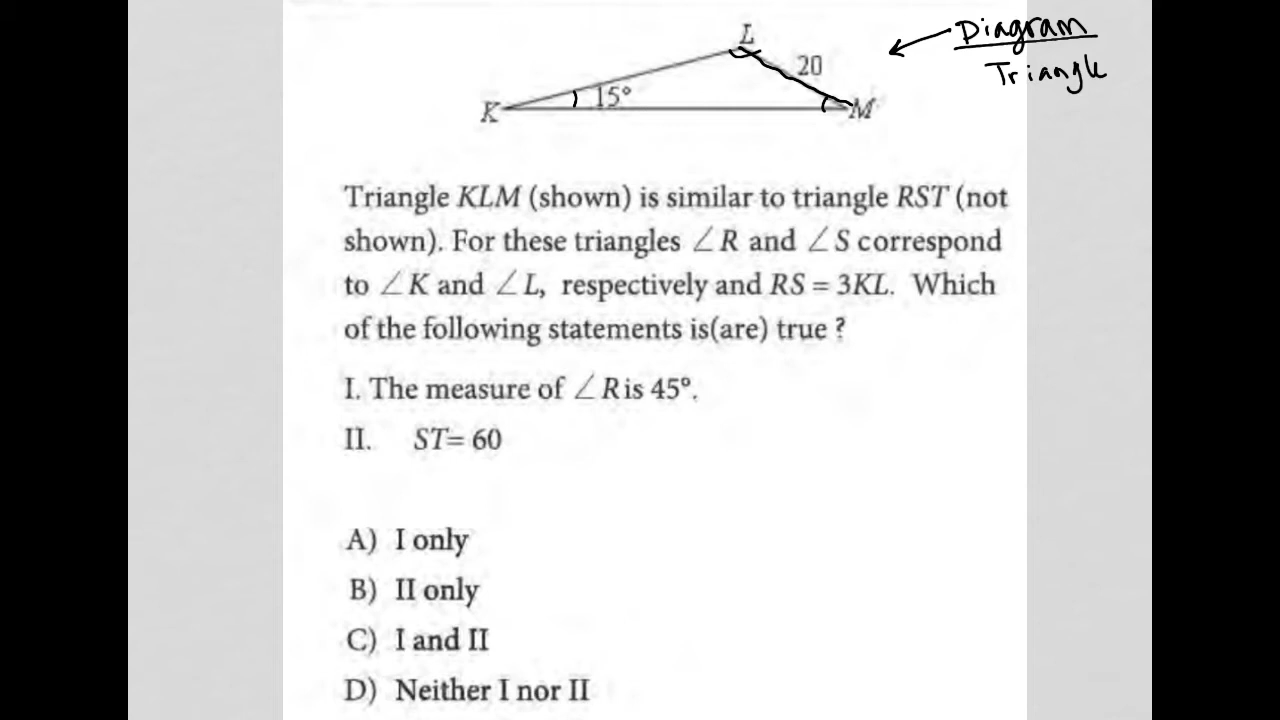 L
20
Diagram
Triangle
K
15°
M
Triangle KLM (shown) is similar to triangle RST (not
shown). For these triangles ∠R and ∠S correspond
to ∠K and ∠L, respectively and RS = 3KL. Which
of the following statements is(are) true ?
I. The measure of ∠R is 45°.
II. ST= 60
A) I only
B) II only
C) I and II
D) Neither I nor II